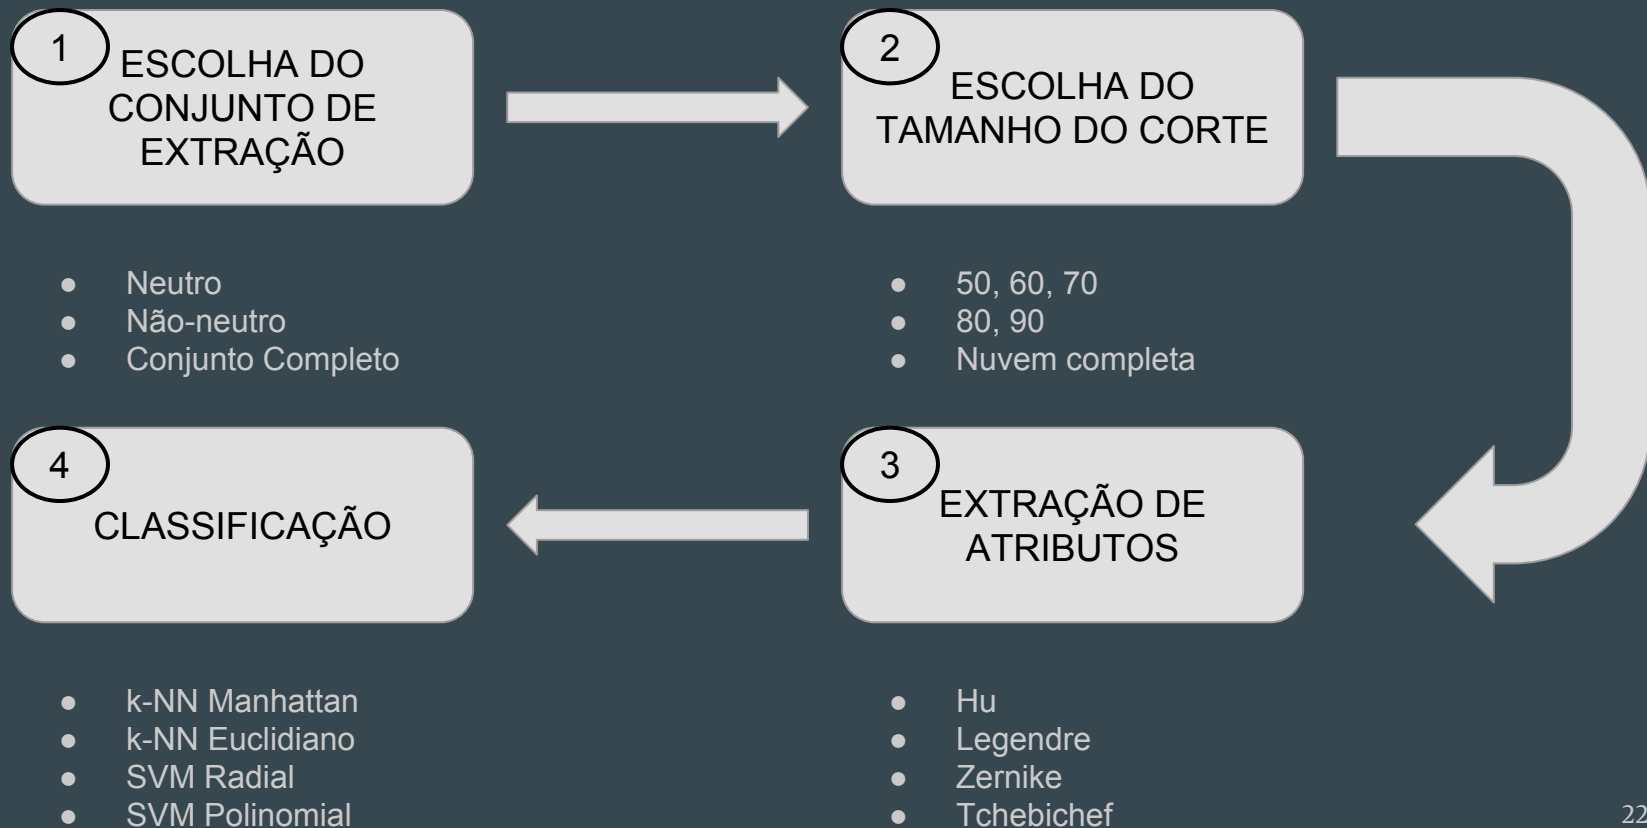 1
ESCOLHA DO
CONJUNTO DE
EXTRAÇÃO
● Neutro
● Não-neutro
● Conjunto Completo
2
ESCOLHA DO
TAMANHO DO CORTE
● 50, 60, 70
● 80, 90
● Nuvem completa
3
EXTRAÇÃO DE
ATRIBUTOS
● Hu
● Legendre
● Zernike
● Tchebichef
4
CLASSIFICAÇÃO
● k-NN Manhattan
● k-NN Euclidiano
● SVM Radial
● SVM Polinomial
22